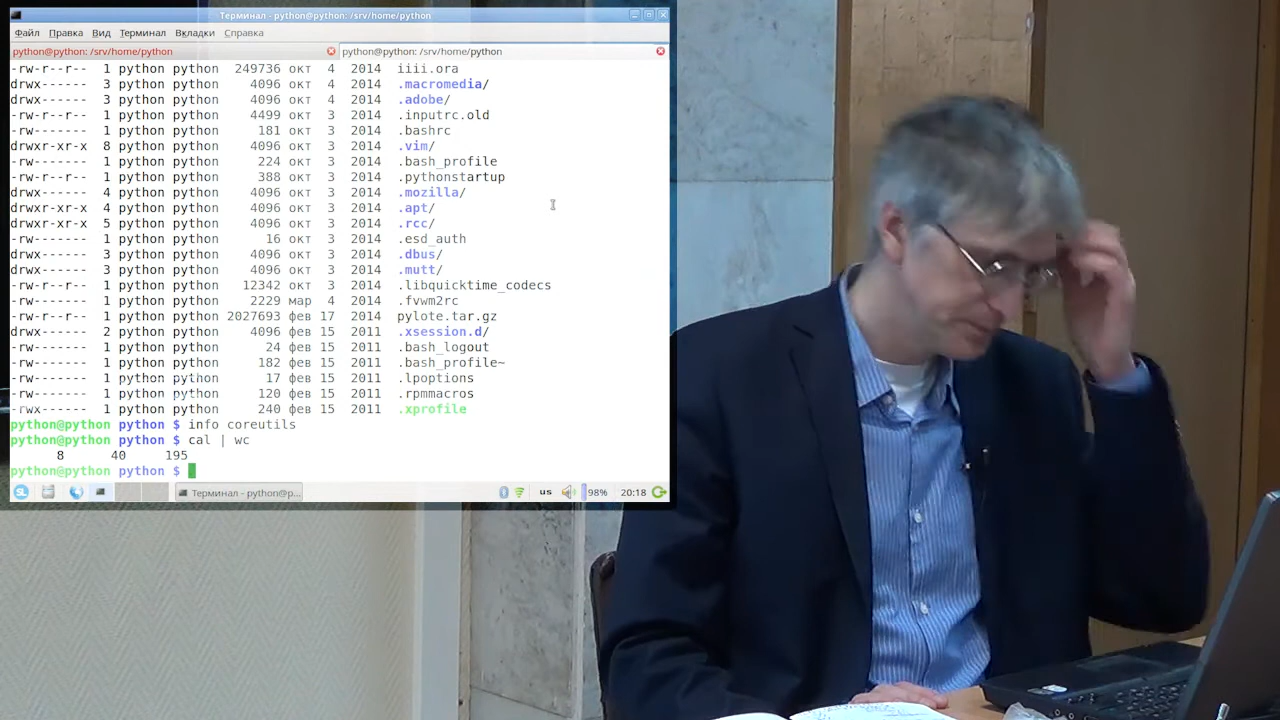 Терминал - python@python: /srv/home/python
Файл Правка Вид Терминал Вкладки Справка
python@python: /srv/home/python python@python: /srv/home/python
-rw-r--r-- 1 python python 249736 окт 4 2014 iiii.ora
drwx------ 3 python python 4096 окт 4 2014 .macromedia/
drwx------ 3 python python 4096 окт 4 2014 .adobe/
-rw-r--r-- 1 python python 4499 окт 3 2014 .inputrc.old
-rw------- 1 python python 181 окт 3 2014 .bashrc
drwxr-xr-x 8 python python 4096 окт 3 2014 .vim/
-rw------- 1 python python 224 окт 3 2014 .bash_profile
-rw-r--r-- 1 python python 388 окт 3 2014 .pythonstartup
drwx------ 4 python python 4096 окт 3 2014 .mozilla/
drwxr-xr-x 4 python python 4096 окт 3 2014 .apt/
drwxr-xr-x 5 python python 4096 окт 3 2014 .rcc/
-rw------- 1 python python 16 окт 3 2014 .esd_auth
drwx------ 3 python python 4096 окт 3 2014 .dbus/
drwx------ 3 python python 4096 окт 3 2014 .mutt/
-rw-r--r-- 1 python python 12342 окт 3 2014 .libquicktime_codecs
-rw------- 1 python python 2229 мар 4 2014 .fvwm2rc
-rw-r--r-- 1 python python 2027693 фев 17 2014 pylote.tar.gz
drwx------ 2 python python 4096 фев 15 2011 .xsession.d/
-rw------- 1 python python 24 фев 15 2011 .bash_logout
-rw------- 1 python python 182 фев 15 2011 .bash_profile~
-rw------- 1 python python 17 фев 15 2011 .lpoptions
-rw------- 1 python python 120 фев 15 2011 .rpmmacros
-rwx------ 1 python python 240 фев 15 2011 .xprofile
python@python python $ info coreutils
python@python python $ cal | wc
8 40 195
python@python python $
Терминал - python@p... us 98% 20:18